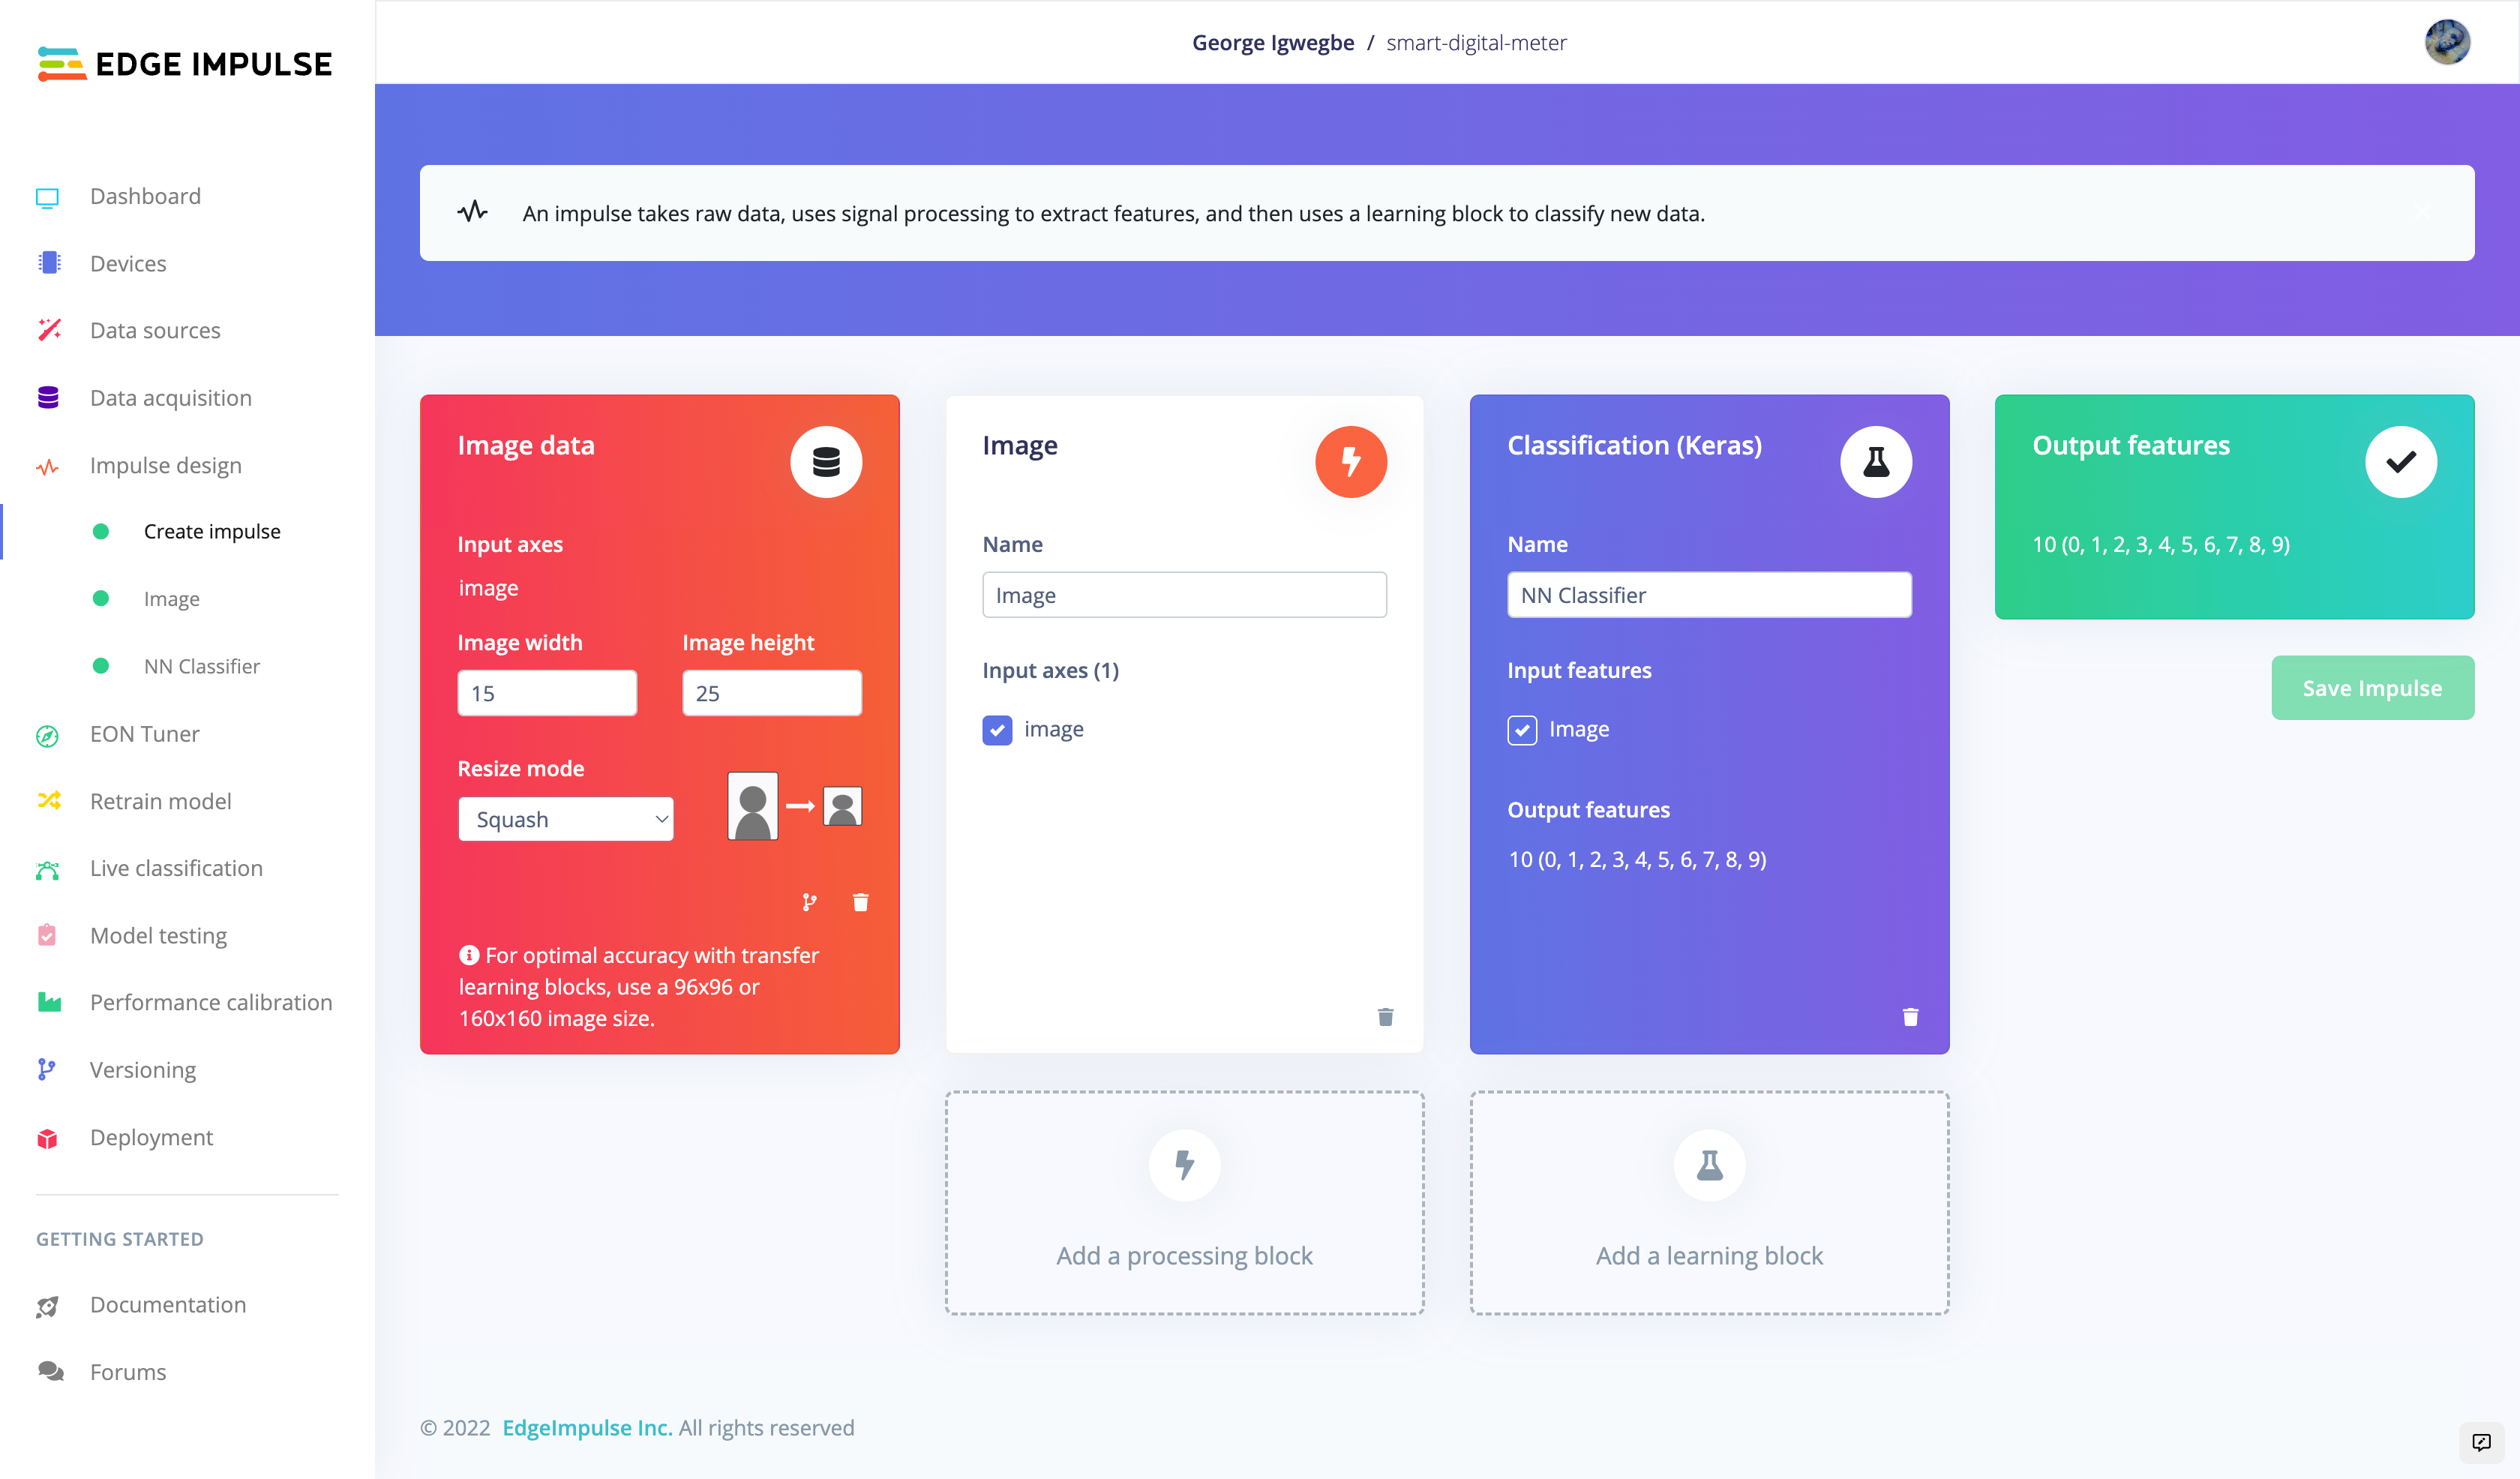 EDGE IMPULSE
George Igwegbe / smart-digital-meter
Dashboard
Devices
Data sources
Data acquisition
Impulse design
Create impulse
Image
NN Classifier
EON Tuner
Retrain model
Live classification
Model testing
Performance calibration
Versioning
Deployment
GETTING STARTED
Documentation
Forums
An impulse takes raw data, uses signal processing to extract features, and then uses a learning block to classify new data.
Image data
Input axes
image
Image width Image height
15 25
Resize mode
Squash
For optimal accuracy with transfer
learning blocks, use a 96x96 or
160x160 image size.
Image
Name
Image
Input axes (1)
image
Classification (Keras)
Name
NN Classifier
Input features
Image
Output features
10 (0, 1, 2, 3, 4, 5, 6, 7, 8, 9)
Output features
10 (0, 1, 2, 3, 4, 5, 6, 7, 8, 9)
Save Impulse
Add a processing block
Add a learning block
© 2022 EdgeImpulse Inc. All rights reserved